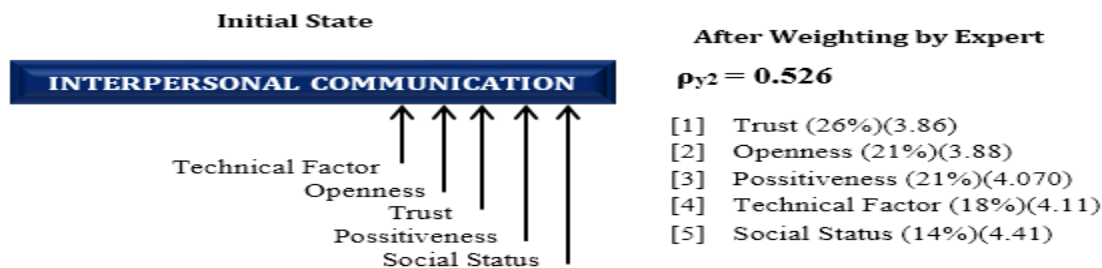 Initial State
INTERPERSONAL COMMUNICATION
Technical Factor
Openness
Trust
Possitiveness
Social Status
After Weighting by Expert
ρy2 = 0.526
[1] Trust (26%)(3.86)
[2] Openness (21%)(3.88)
[3] Possitiveness (21%)(4.070)
[4] Technical Factor (18%)(4.11)
[5] Social Status (14%)(4.41)